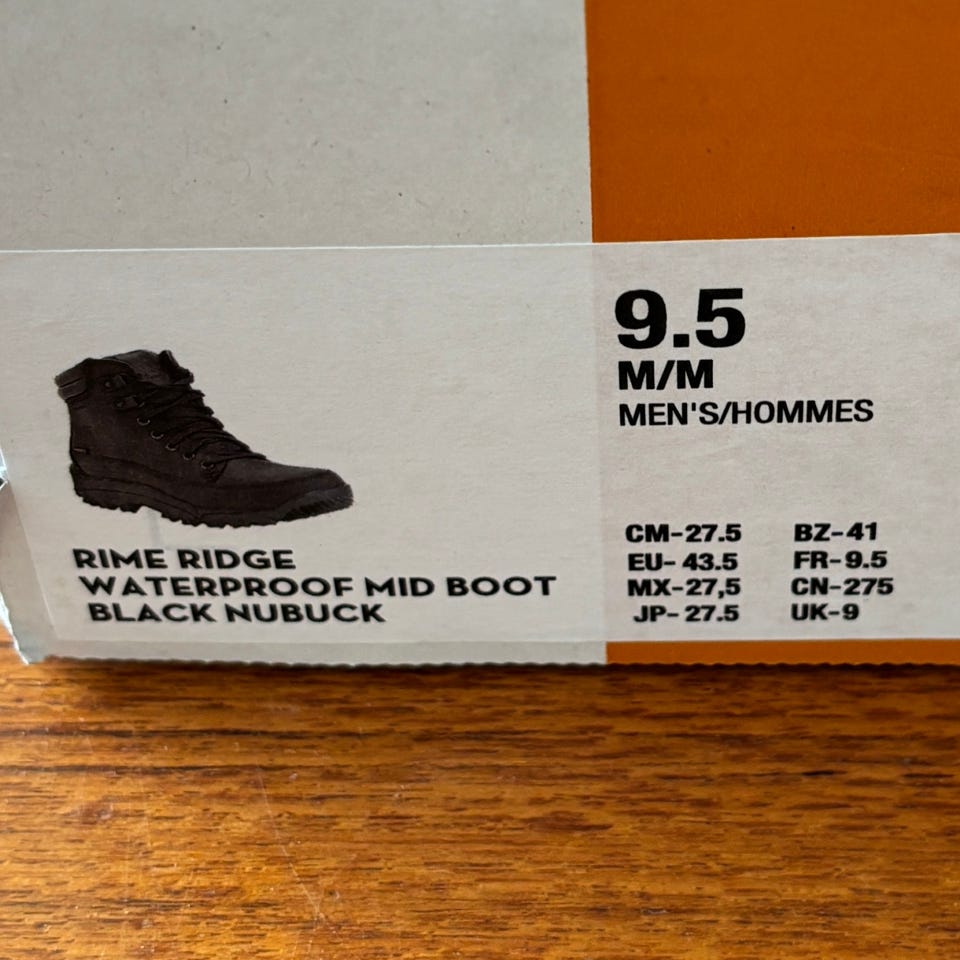 9.5
M/M
MEN'S/HOMMES
RIME RIDGE
WATERPROOF MID BOOT
BLACK NUBUCK
CM-27.5 BZ-41
EU- 43.5 FR-9.5
MX-27,5 CN-275
JP- 27.5 UK-9